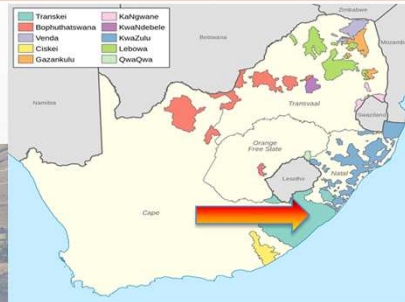 Transkei
Bophuthatswana
Venda
Ciskei
Gazankulu
KaNgwane
KwaNdebele
KwaZulu
Lebowa
QwaQwa
Zimbabwe
Botswana
Mozamb
Namibia
Transvaal
Swaziland
Orange
Free State
Natal
Lesotho
Cape